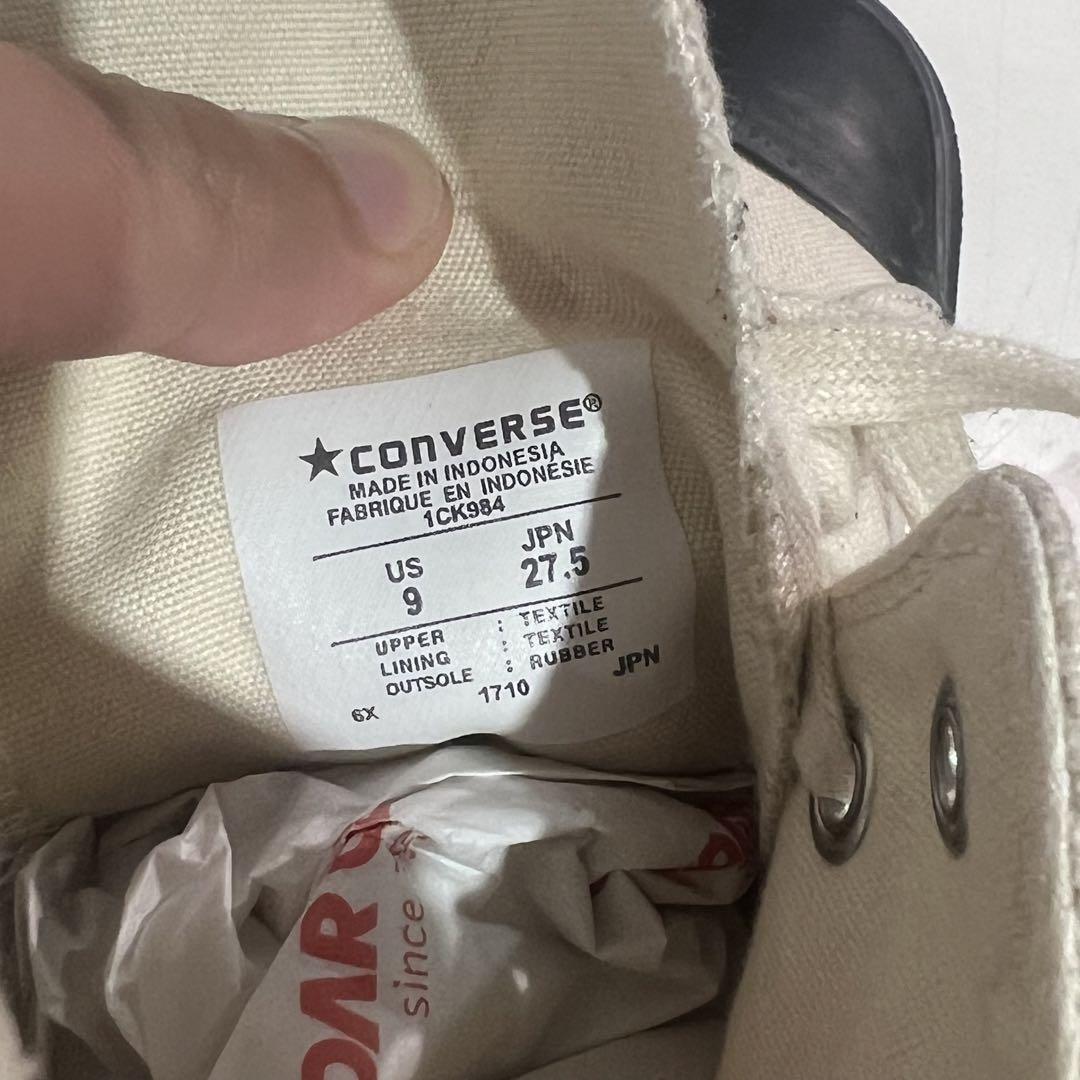 ★CONVERSE®
MADE IN INDONESIA
FABRIQUE EN INDONÉSIE
1CK984
US JPN
9 27.5
UPPER : TEXTILE
LINING : TEXTILE
OUTSOLE : RUBBER
6X 1710 JPN
since